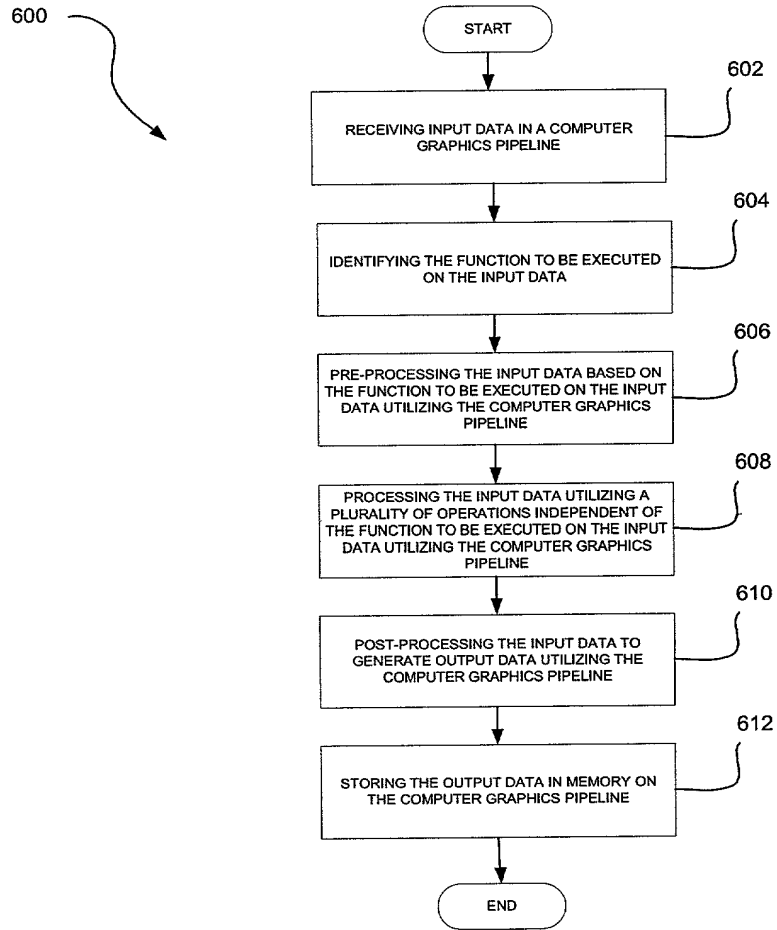 600
START
602
RECEIVING INPUT DATA IN A COMPUTER
GRAPHICS PIPELINE
604
IDENTIFYING THE FUNCTION TO BE EXECUTED
ON THE INPUT DATA
606
PRE-PROCESSING THE INPUT DATA BASED ON
THE FUNCTION TO BE EXECUTED ON THE INPUT
DATA UTILIZING THE COMPUTER GRAPHICS
PIPELINE
608
PROCESSING THE INPUT DATA UTILIZING A
PLURALITY OF OPERATIONS INDEPENDENT OF
THE FUNCTION TO BE EXECUTED ON THE INPUT
DATA UTILIZING THE COMPUTER GRAPHICS
PIPELINE
610
POST-PROCESSING THE INPUT DATA TO
GENERATE OUTPUT DATA UTILIZING THE
COMPUTER GRAPHICS PIPELINE
612
STORING THE OUTPUT DATA IN MEMORY ON
THE COMPUTER GRAPHICS PIPELINE
END